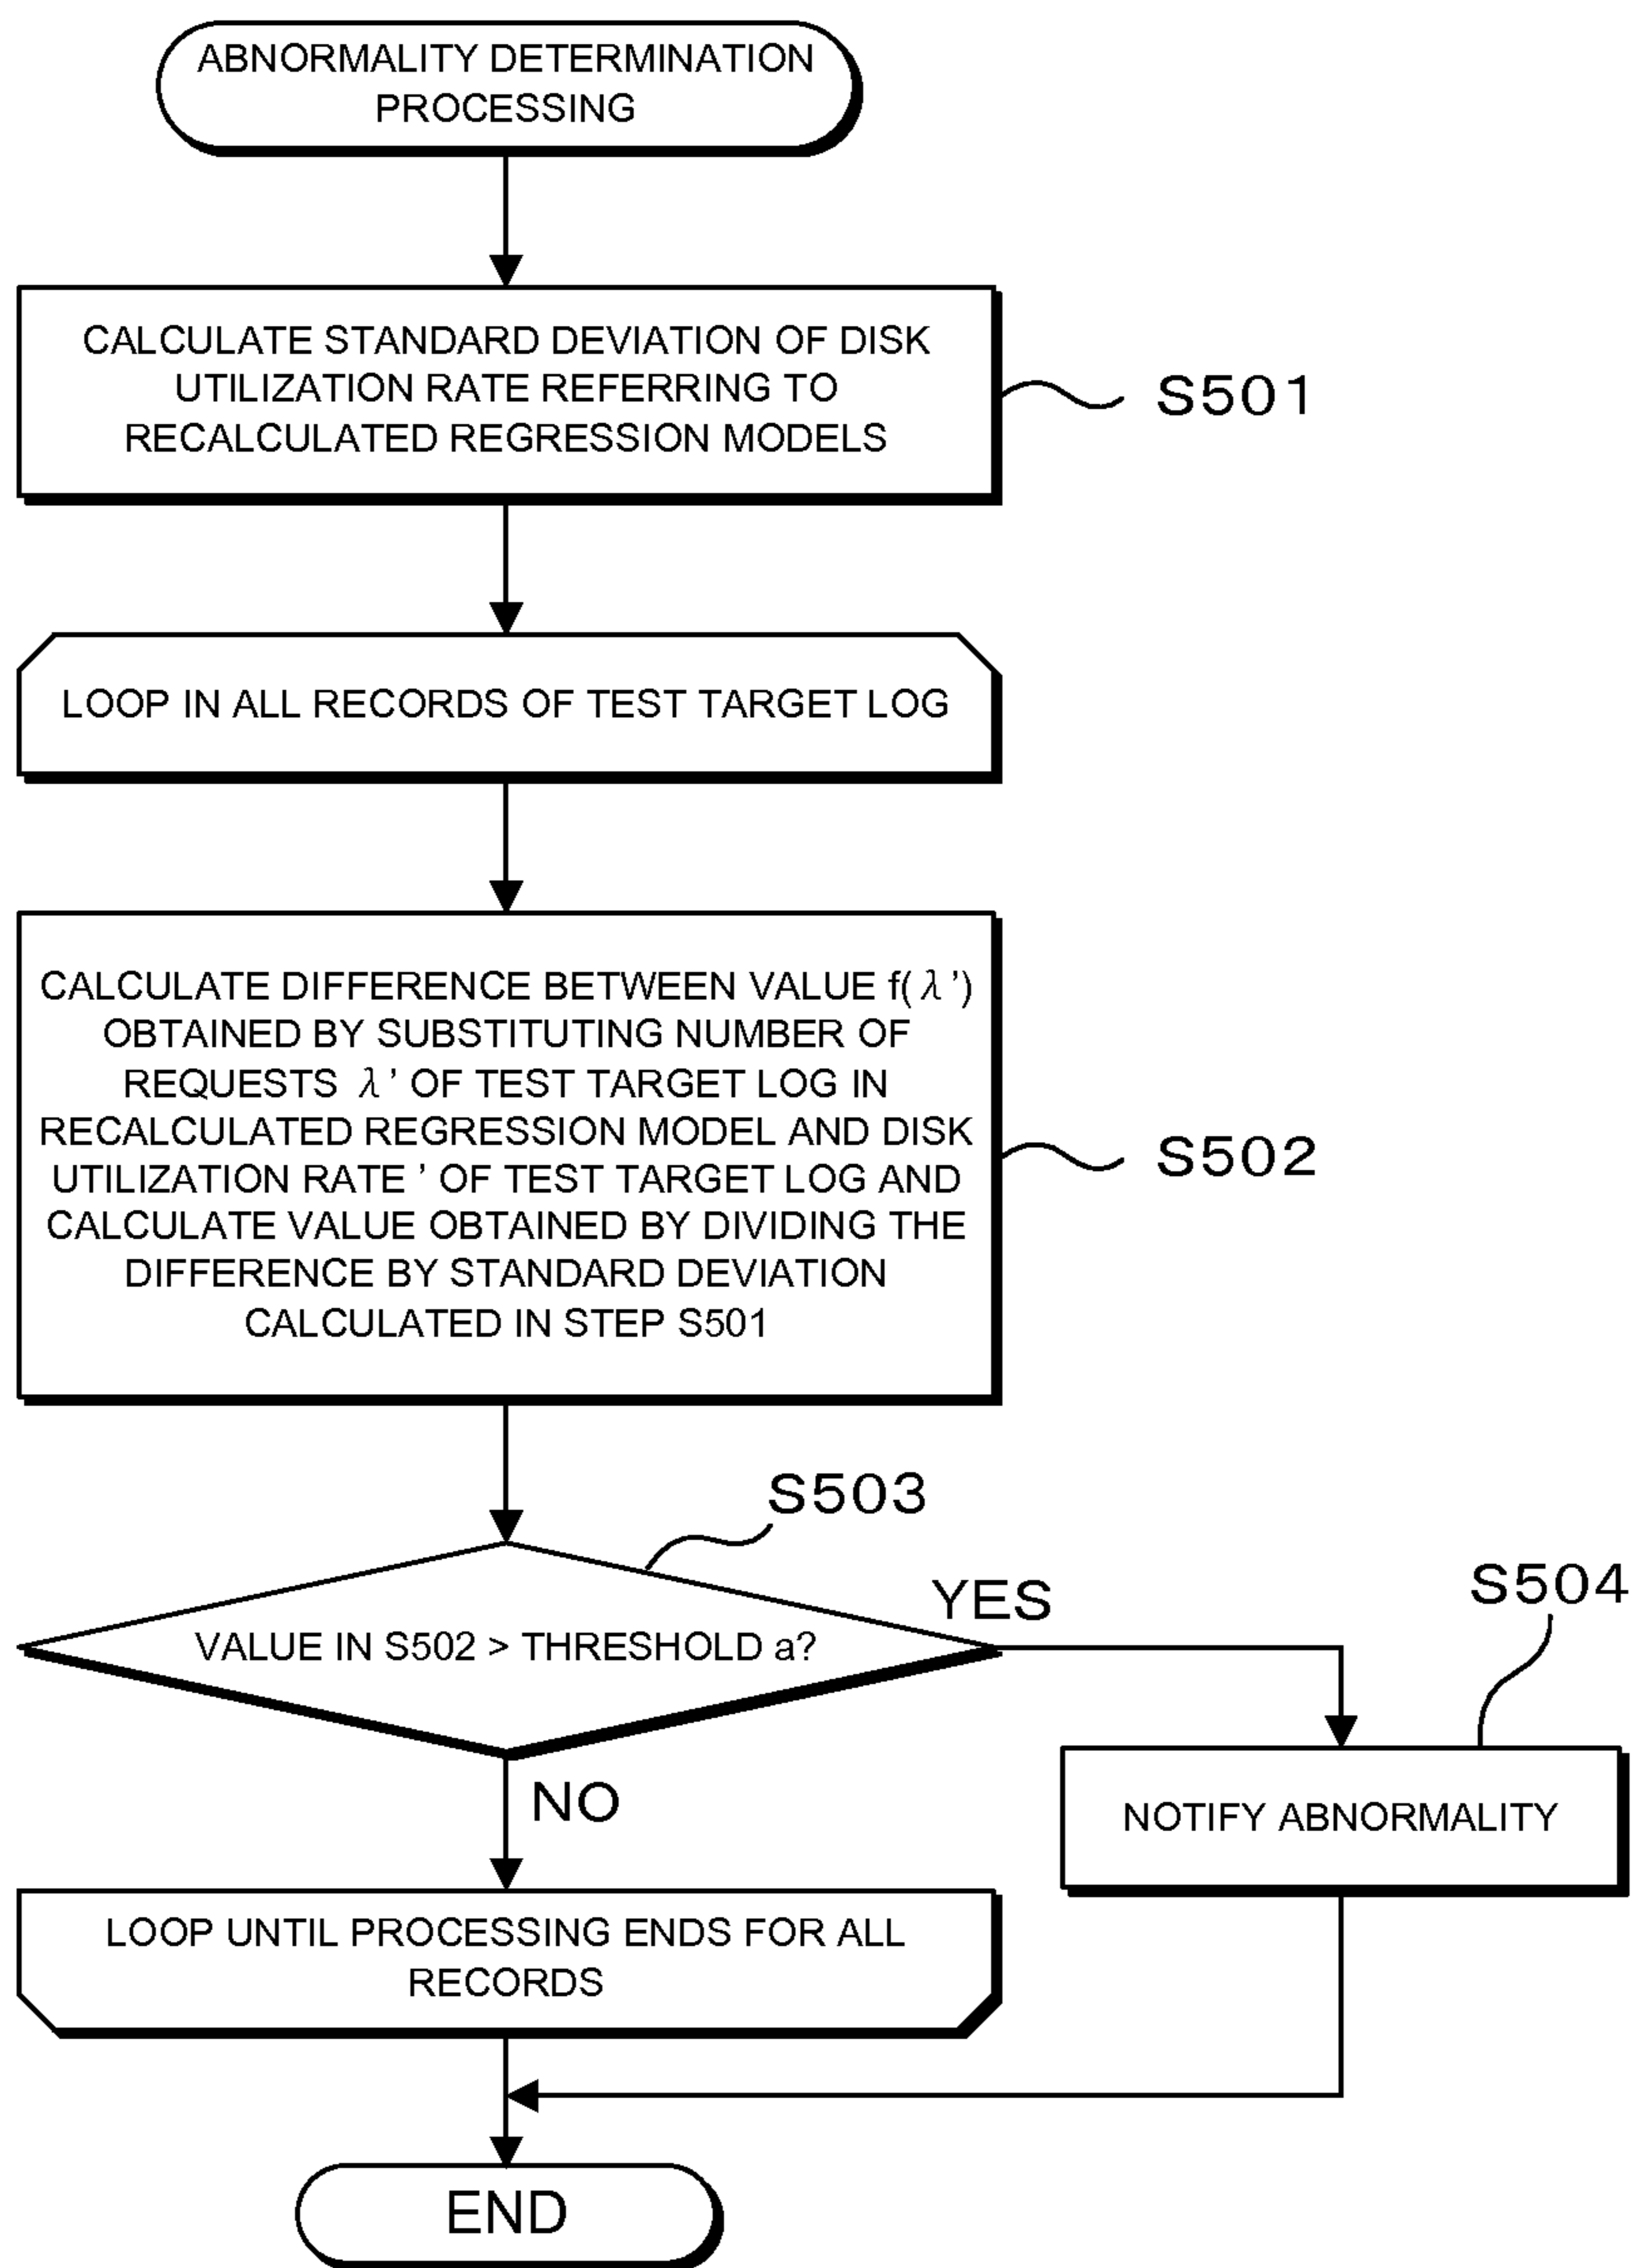 ABNORMALITY DETERMINATION
PROCESSING
CALCULATE STANDARD DEVIATION OF DISK
UTILIZATION RATE REFERRING TO
RECALCULATED REGRESSION MODELS
S501
LOOP IN ALL RECORDS OF TEST TARGET LOG
CALCULATE DIFFERENCE BETWEEN VALUE f( λ ’)
OBTAINED BY SUBSTITUTING NUMBER OF
REQUESTS λ ’ OF TEST TARGET LOG IN
RECALCULATED REGRESSION MODEL AND DISK
UTILIZATION RATE ’ OF TEST TARGET LOG AND
CALCULATE VALUE OBTAINED BY DIVIDING THE
DIFFERENCE BY STANDARD DEVIATION
CALCULATED IN STEP S501
S502
S503
VALUE IN S502 > THRESHOLD a?
YES
S504
NO
NOTIFY ABNORMALITY
LOOP UNTIL PROCESSING ENDS FOR ALL
RECORDS
END